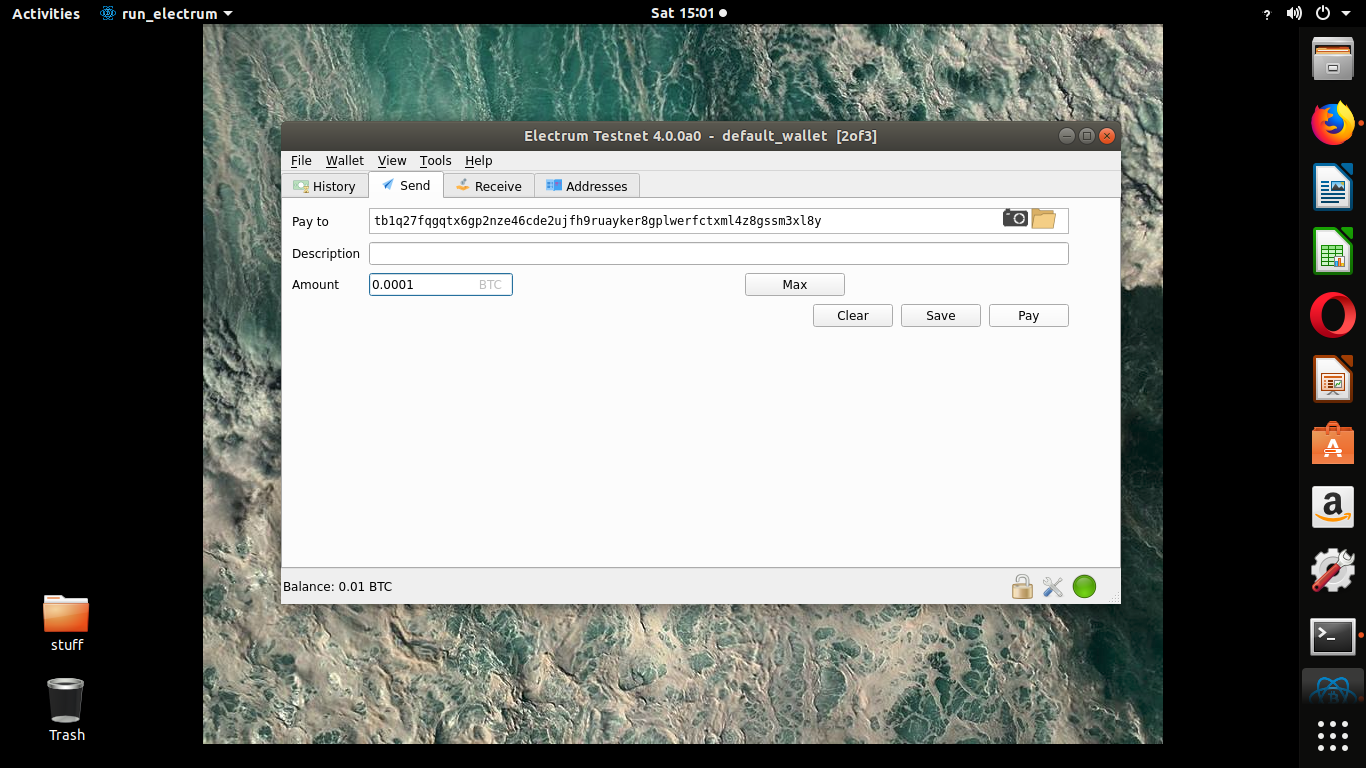 Activities run_electrum Sat 15:01 ?
Electrum Testnet 4.0.0a0 - default_wallet [2of3]
File Wallet View Tools Help
History Send Receive Addresses
Pay to tb1q27fqgqtx6gp2nze46cde2ujfh9ruayker8gplwerfctxml4z8gssm3xl8y
Description
Amount 0.0001 BTC Max
Clear Save Pay
Balance: 0.01 BTC
stuff
Trash